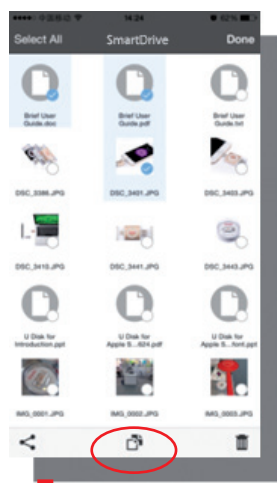 14:24 62%
Select All SmartDrive Done
Brief User Brief User Brief User
Guide.doc Guide.pdf Guide.txt
DSC_3386.JPG DSC_3401.JPG DSC_3403.JPG
DSC_3410.JPG DSC_3441.JPG DSC_3443.JPG
U Disk for U Disk for U Disk for
Introduction.ppt Apple S...624.pdf Apple S...font.ppt
IMG_0001.JPG IMG_0002.JPG IMG_0003.JPG